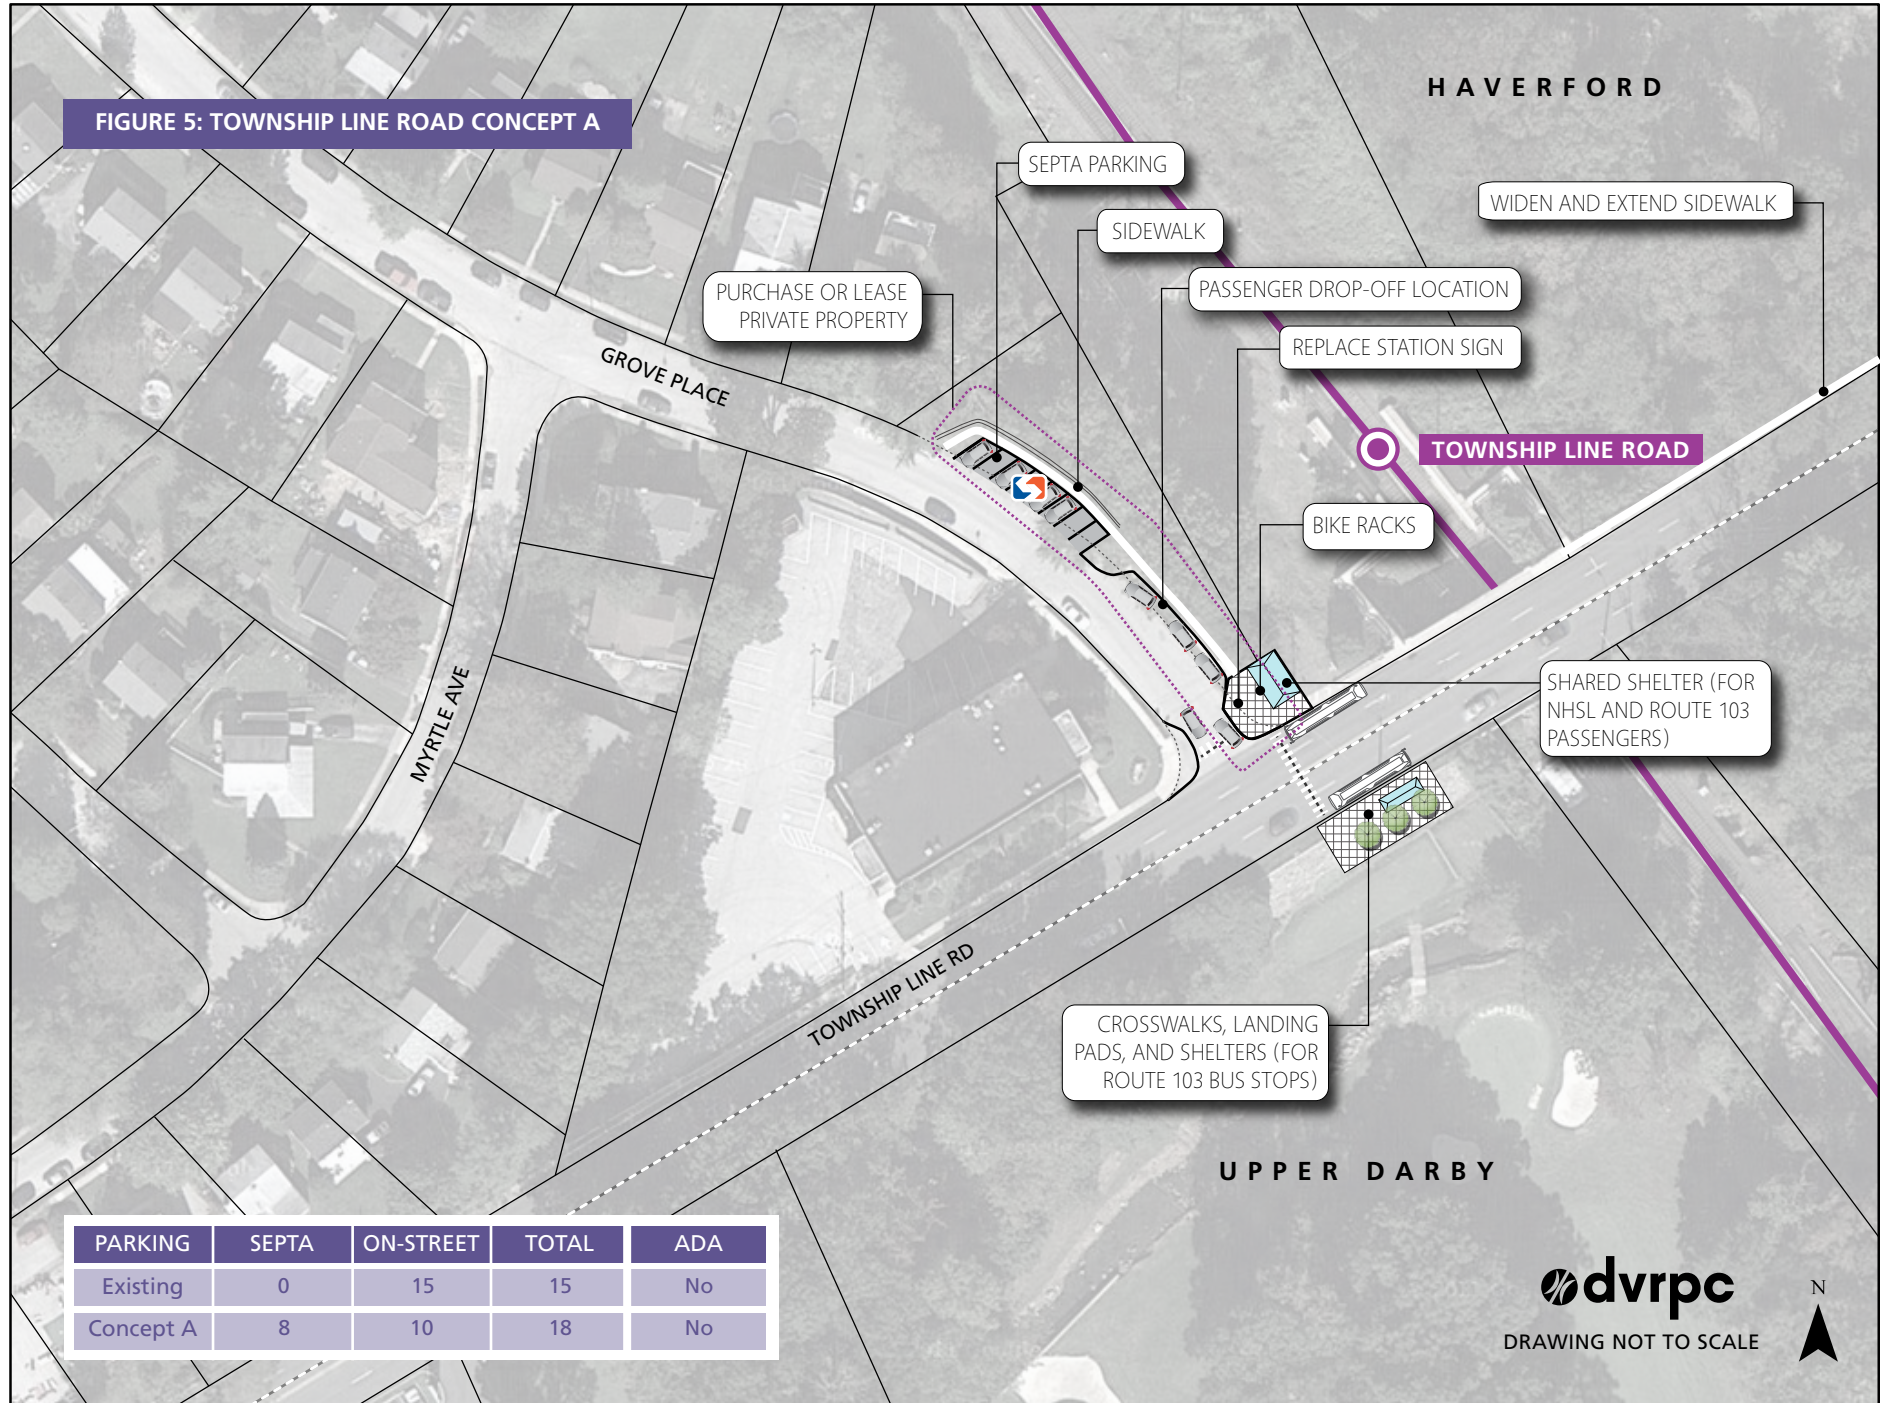 HAVERFORD
FIGURE 5: TOWNSHIP LINE ROAD CONCEPT A
SEPTA PARKING
WIDEN AND EXTEND SIDEWALK
SIDEWALK
PURCHASE OR LEASE
PRIVATE PROPERTY
PASSENGER DROP-OFF LOCATION
REPLACE STATION SIGN
GROVE PLACE
TOWNSHIP LINE ROAD
BIKE RACKS
MYRTLE AVE
SHARED SHELTER (FOR
NHSL AND ROUTE 103
PASSENGERS)
TOWNSHIP LINE RD
CROSSWALKS, LANDING
PADS, AND SHELTERS (FOR
ROUTE 103 BUS STOPS)
UPPER DARBY
PARKING SEPTA ON-STREET TOTAL ADA
Existing 0 15 15 No
Concept A 8 10 18 No
dvrpc
N
DRAWING NOT TO SCALE